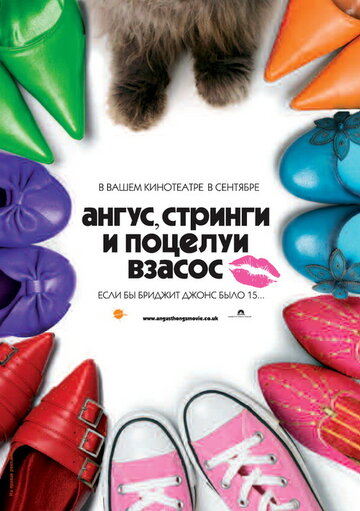 В ВАШЕМ КИНОТЕАТРЕ В СЕНТЯБРЕ
ангус, стринги
и поцелуи
взасос
ЕСЛИ БЫ БРИДЖИТ ДЖОНС БЫЛО 15...
www.angusthongsmovie.co.uk